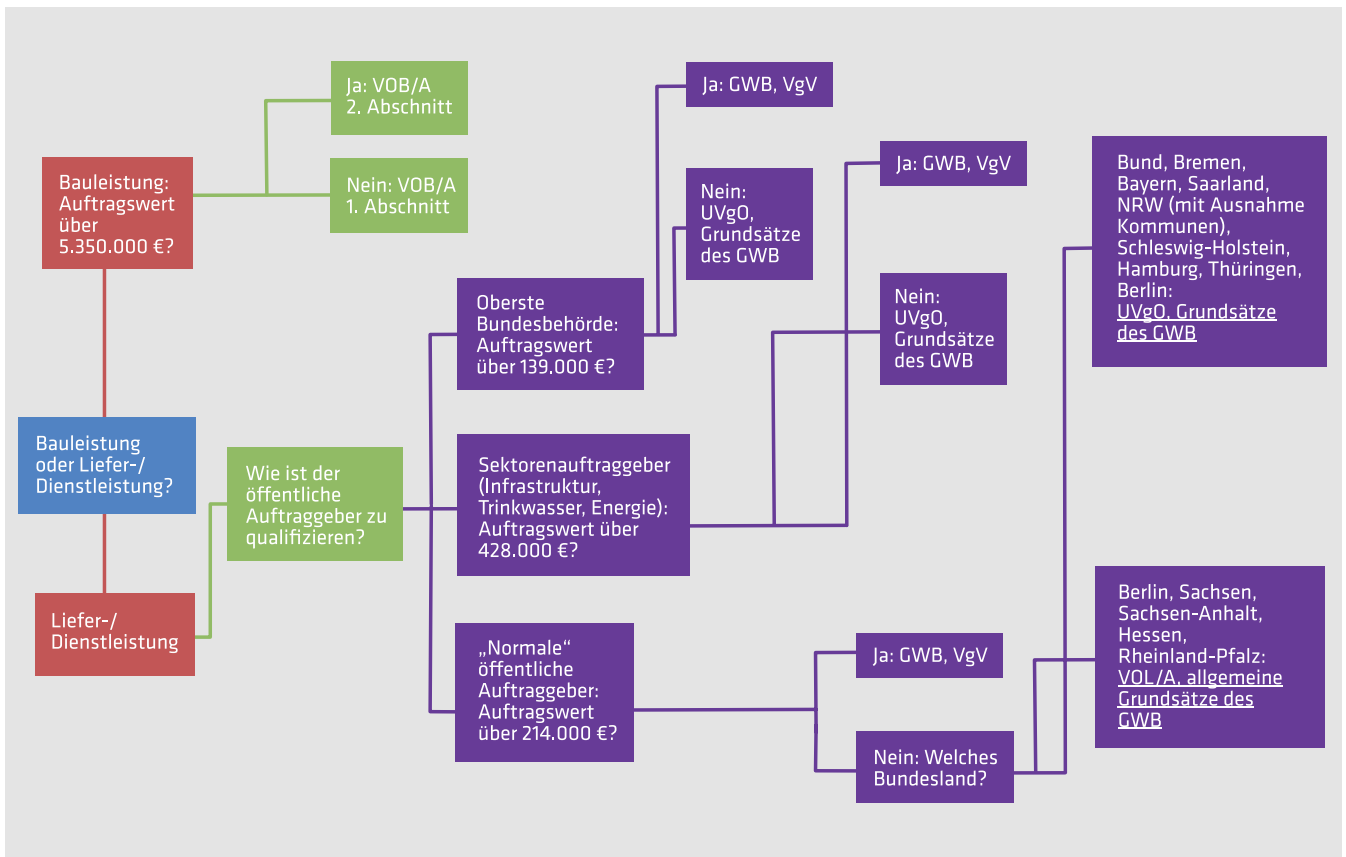 Ja: VOB/A
2. Abschnitt
Nein: VOB/A
1. Abschnitt
Bauleistung:
Auftragswert
über
5.350.000 €?
Bauleistung
oder Liefer-/
Dienstleistung?
Liefer-/
Dienstleistung
Wie ist der
öffentliche
Auftraggeber zu
qualifizieren?
Oberste
Bundesbehörde:
Auftragswert
über 139.000 €?
Ja: GWB, VgV
Nein:
UVgO,
Grundsätze
des GWB
Sektorenauftraggeber
(Infrastruktur,
Trinkwasser, Energie):
Auftragswert über
428.000 €?
Ja: GWB, VgV
Nein:
UVgO,
Grundsätze
des GWB
„Normale“
öffentliche
Auftraggeber:
Auftragswert
über 214.000 €?
Ja: GWB, VgV
Nein: Welches
Bundesland?
Bund, Bremen,
Bayern, Saarland,
NRW (mit Ausnahme
Kommunen),
Schleswig-Holstein,
Hamburg, Thüringen,
Berlin:
UVgO, Grundsätze
des GWB
Berlin, Sachsen,
Sachsen-Anhalt,
Hessen,
Rheinland-Pfalz:
VOL/A, allgemeine
Grundsätze des
GWB